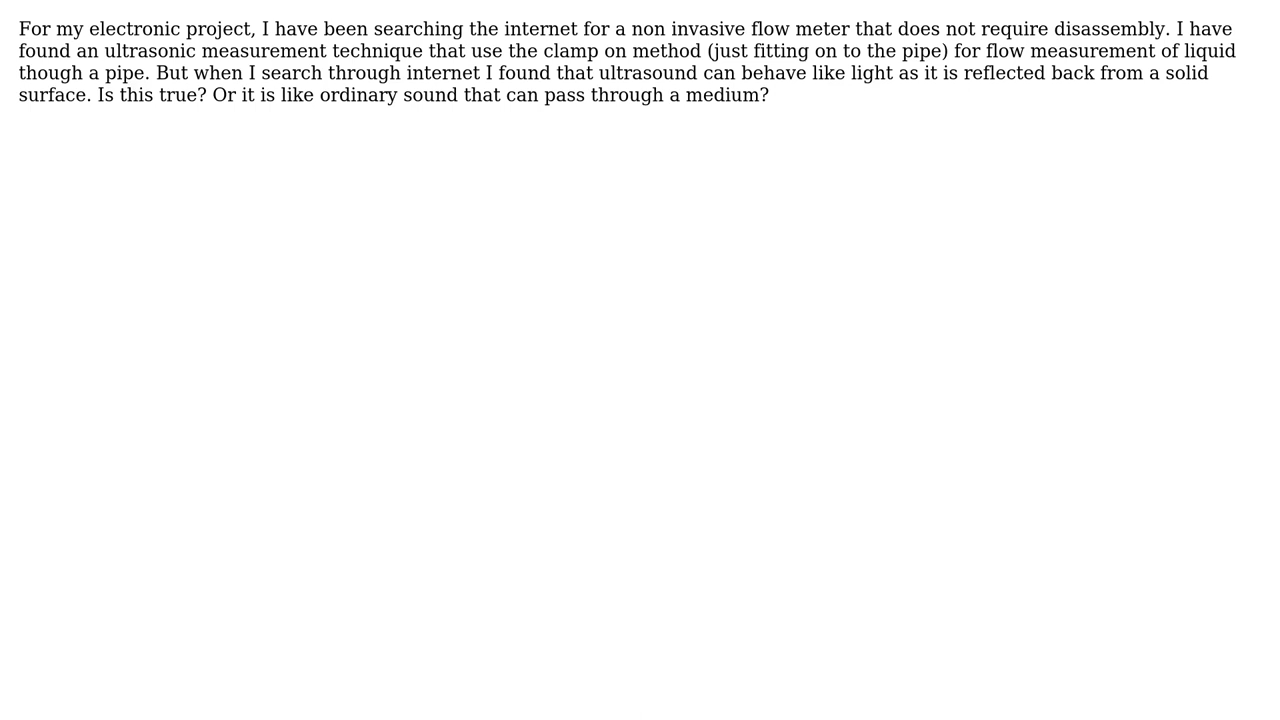 For my electronic project, I have been searching the internet for a non invasive flow meter that does not require disassembly. I have
found an ultrasonic measurement technique that use the clamp on method (just fitting on to the pipe) for flow measurement of liquid
though a pipe. But when I search through internet I found that ultrasound can behave like light as it is reflected back from a solid
surface. Is this true? Or it is like ordinary sound that can pass through a medium?